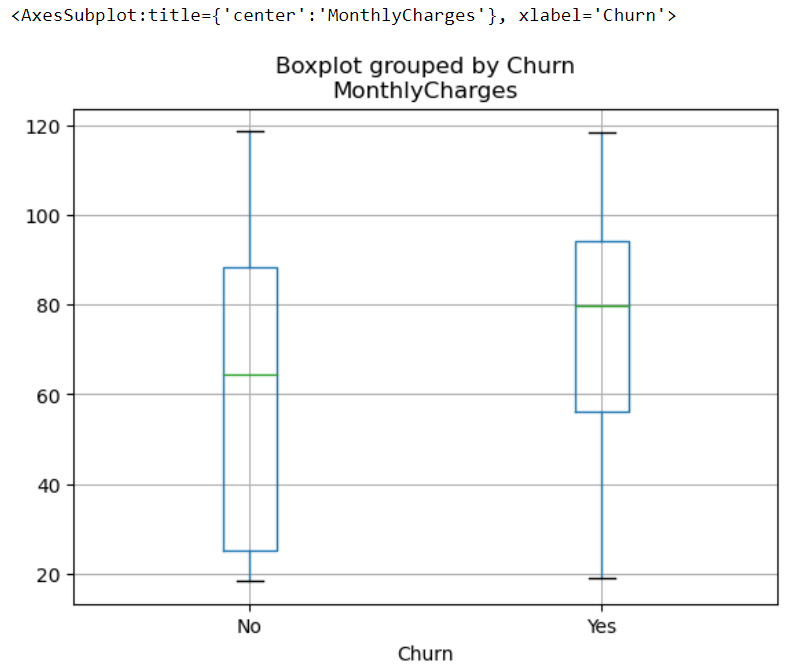 <AxesSubplot:title={'center':'MonthlyCharges'}, xlabel='Churn'>
Boxplot grouped by Churn
MonthlyCharges
120
100
80
60
40
20
No Yes
Churn